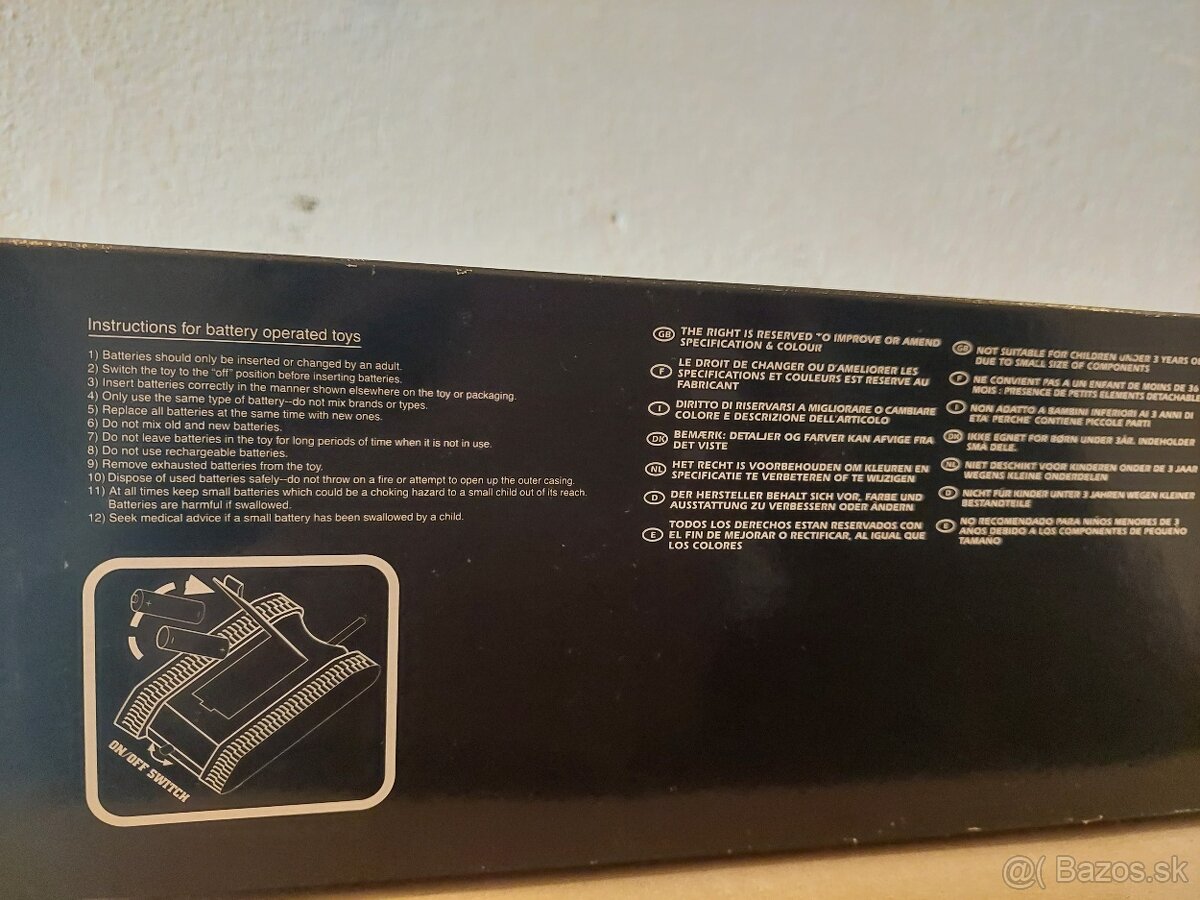 Instructions for battery operated toys
1) Batteries should only be inserted or changed by an adult.
2) Switch the toy to the "off" position before inserting batteries.
3) Insert batteries correctly in the manner shown elsewhere on the toy or packaging.
4) Only use the same type of battery--do not mix brands or types.
5) Replace all batteries at the same time with new ones.
6) Do not mix old and new batteries.
7) Do not leave batteries in the toy for long periods of time when it is not in use.
8) Do not use rechargeable batteries.
9) Remove exhausted batteries from the toy.
10) Dispose of used batteries safely--do not throw on a fire or attempt to open up the outer casing.
11) At all times keep small batteries which could be a choking hazard to a small child out of its reach.
Batteries are harmful if swallowed.
12) Seek medical advice if a small battery has been swallowed by a child.
ON/OFF SWITCH
GB THE RIGHT IS RESERVED TO IMPROVE OR AMEND
SPECIFICATION & COLOUR
F LE DROIT DE CHANGER OU D'AMELIORER LES
SPECIFICATIONS ET COULEURS EST RESERVE AU
FABRICANT
I DIRITTO DI RISERVARSI A MIGLIORARE O CAMBIARE
COLORE E DESCRIZIONE DELL'ARTICOLO
DK BEMÆRK: DETALJER OG FARVER KAN AFVIGE FRA
DET VISTE
NL HET RECHT IS VOORBEHOUDEN OM KLEUREN EN
SPECIFICATIE TE VERBETEREN OF TE WIJZIGEN
D DER HERSTELLER BEHALT SICH VOR, FARBE UND
AUSSTATTUNG ZU VERBESSERN ODER ÄNDERN
E TODOS LOS DERECHOS ESTAN RESERVADOS CON
EL FIN DE MEJORAR O RECTIFICAR, AL IGUAL QUE
LOS COLORES
GB NOT SUITABLE FOR CHILDREN UNDER 3 YEARS
DUE TO SMALL SIZE OF COMPONENTS
F NE CONVIENT PAS A UN ENFANT DE MOINS DE 36
MOIS : PRESENCE DE PETITS ELEMENTS DETACHABLES
I NON ADATTO A BAMBINI INFERIORI AI 3 ANNI DI
ETA' PERCHE' CONTIENE PICCOLE PARTI
DK IKKE EGNET FOR BØRN UNDER 3ÅR. INDEHOLDER
SMÅ DELE.
NL NIET DESCHIKT VOOR KINDEREN ONDER DE 3 JAAR
WEGENS KLEINE ONDERDELEN
D NICHT FÜR KINDER UNTER 3 JAHREN WEGEN KLEINER
BESTANDTEILE
E NO RECOMENDADO PARA NIÑOS MENORES DE 3
AÑOS DEBIDO A LOS COMPONENTES DE PEQUENO
TAMANO
@( Bazos.sk